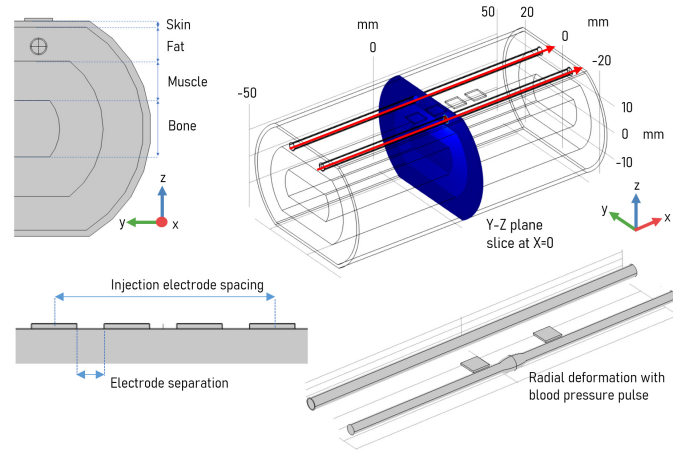 Skin
Fat
Muscle
Bone
z
y
x
mm
50
20
mm
0
0
-20
-50
10
0
mm
-10
Y-Z plane
slice at X=0
z
y
x
Injection electrode spacing
Electrode separation
Radial deformation with
blood pressure pulse